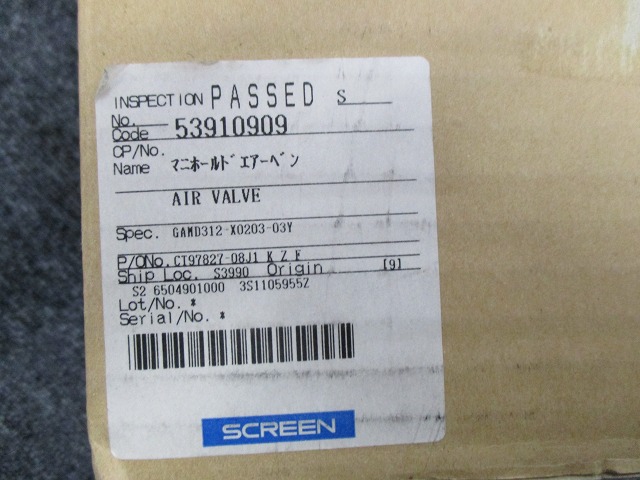 INSPECTION PASSED S
No.
Code 53910909
CP/No.
Name マニホールドエアーベン
AIR VALVE
Spec. GAMD312-X0203-03Y
P/ONo. CT97827-08J1 K Z F
Ship Loc. S3990 Origin [9]
S2 6504901000 3S1105955Z
Lot/No. *
Serial/No. *
SCREEN